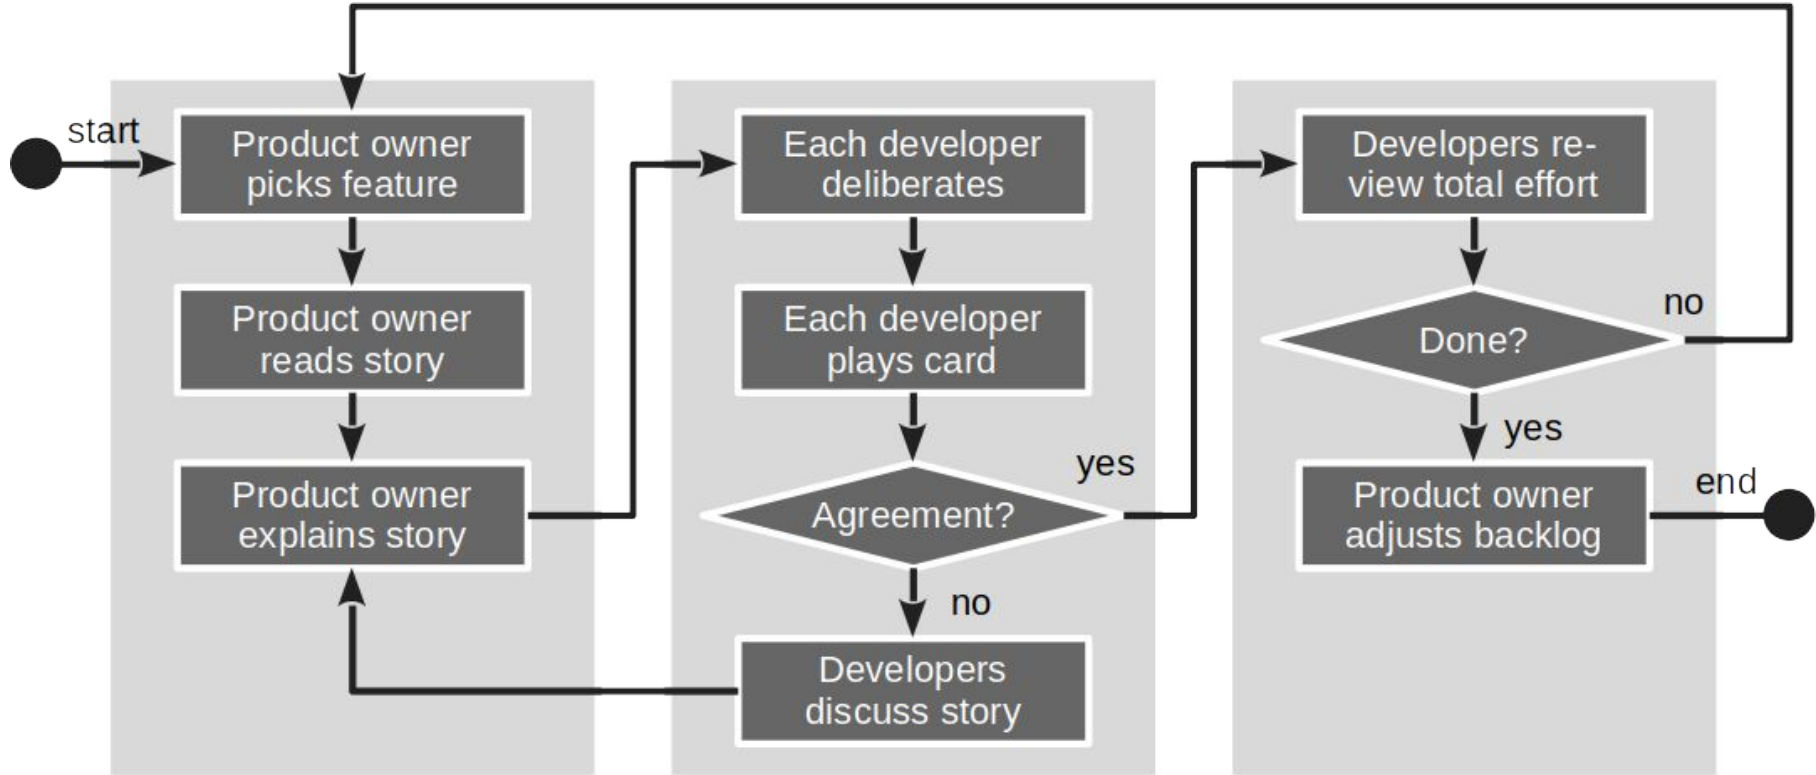 start
Product owner
picks feature
Product owner
reads story
Product owner
explains story
Each developer
deliberates
Each developer
plays card
Agreement?
yes
no
Developers
discuss story
Developers re-
view total effort
Done?
no
yes
Product owner
adjusts backlog
end